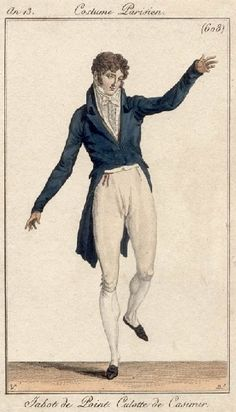 An 13. Costume Parisien. (608)
Jabot de Point. Culotte de Casimir.